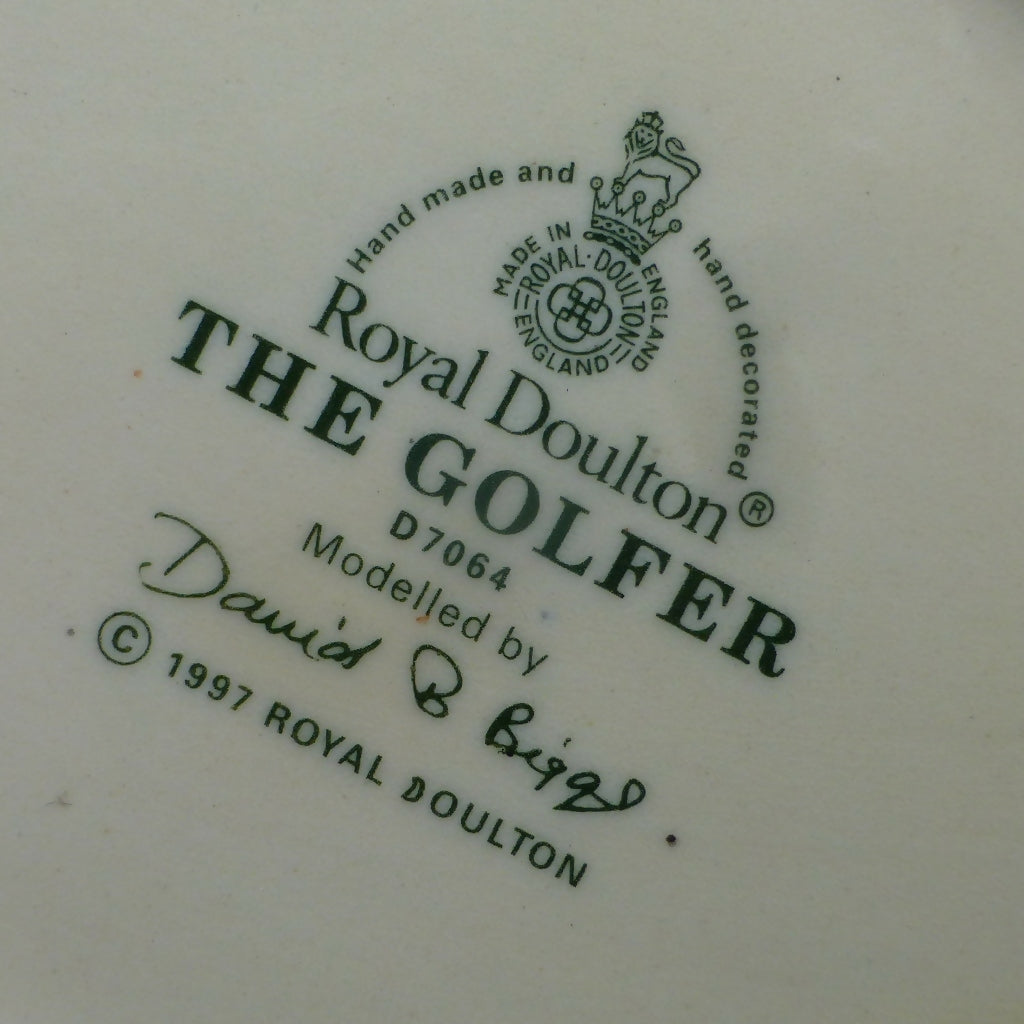 Hand made and hand decorated
MADE IN ENGLAND
ROYAL·DOULTON
ENGLAND
Royal Doulton®
THE GOLFER
D7064
Modelled by
David B Biggs
© 1997 ROYAL DOULTON